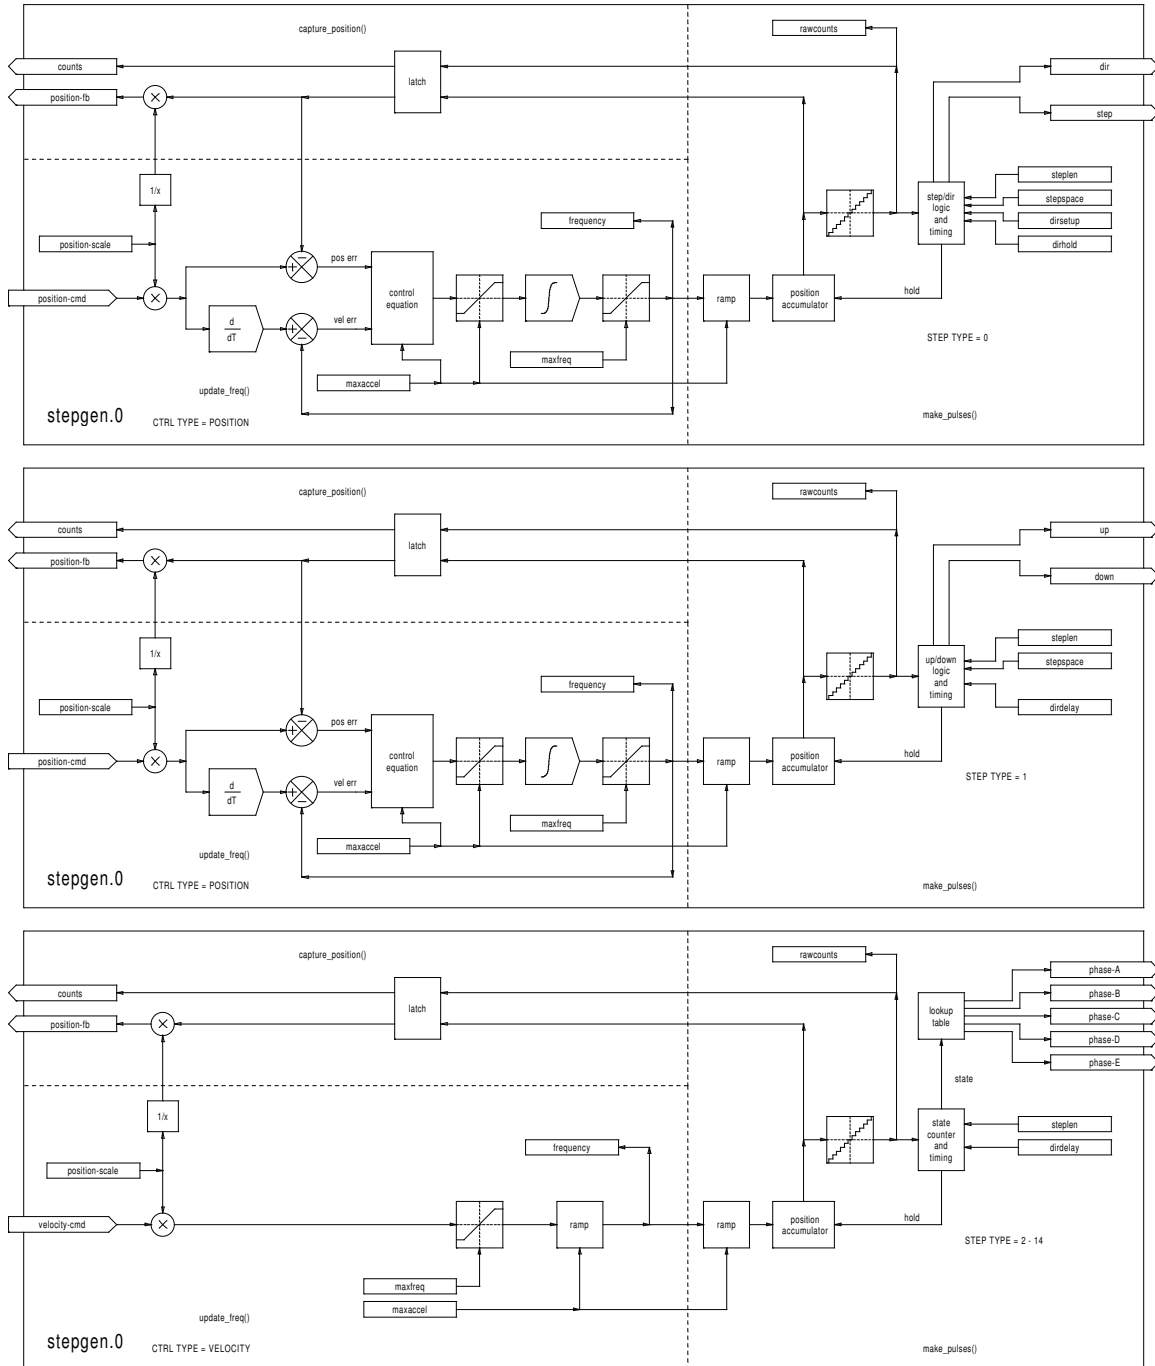 capture_position()
rawcounts
counts
latch
dir
position-fb
step
1/x
step/dir
logic
and
timing
steplen
stepspace
dirsetup
dirhold
frequency
position-scale
pos err
position-cmd
control
equation
ramp
position
accumulator
hold
d
dT
vel err
STEP TYPE = 0
maxfreq
maxaccel
update_freq()
stepgen.0
CTRL TYPE = POSITION
make_pulses()
capture_position()
rawcounts
counts
latch
up
position-fb
down
1/x
up/down
logic
and
timing
steplen
stepspace
dirdelay
frequency
position-scale
pos err
position-cmd
control
equation
ramp
position
accumulator
hold
d
dT
vel err
STEP TYPE = 1
maxfreq
maxaccel
update_freq()
stepgen.0
CTRL TYPE = POSITION
make_pulses()
capture_position()
rawcounts
counts
latch
position-fb
lookup
table
phase-A
phase-B
phase-C
phase-D
phase-E
state
1/x
state
counter
and
timing
steplen
dirdelay
frequency
position-scale
velocity-cmd
ramp
ramp
position
accumulator
hold
STEP TYPE = 2 - 14
maxfreq
maxaccel
update_freq()
stepgen.0
CTRL TYPE = VELOCITY
make_pulses()